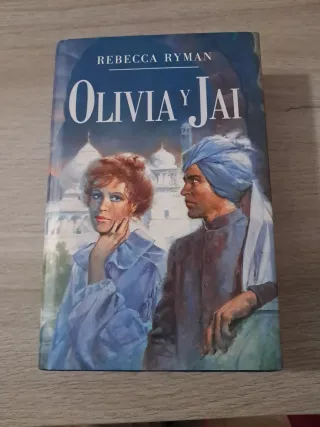 REBECCA RYMAN
OLIVIA Y JAI